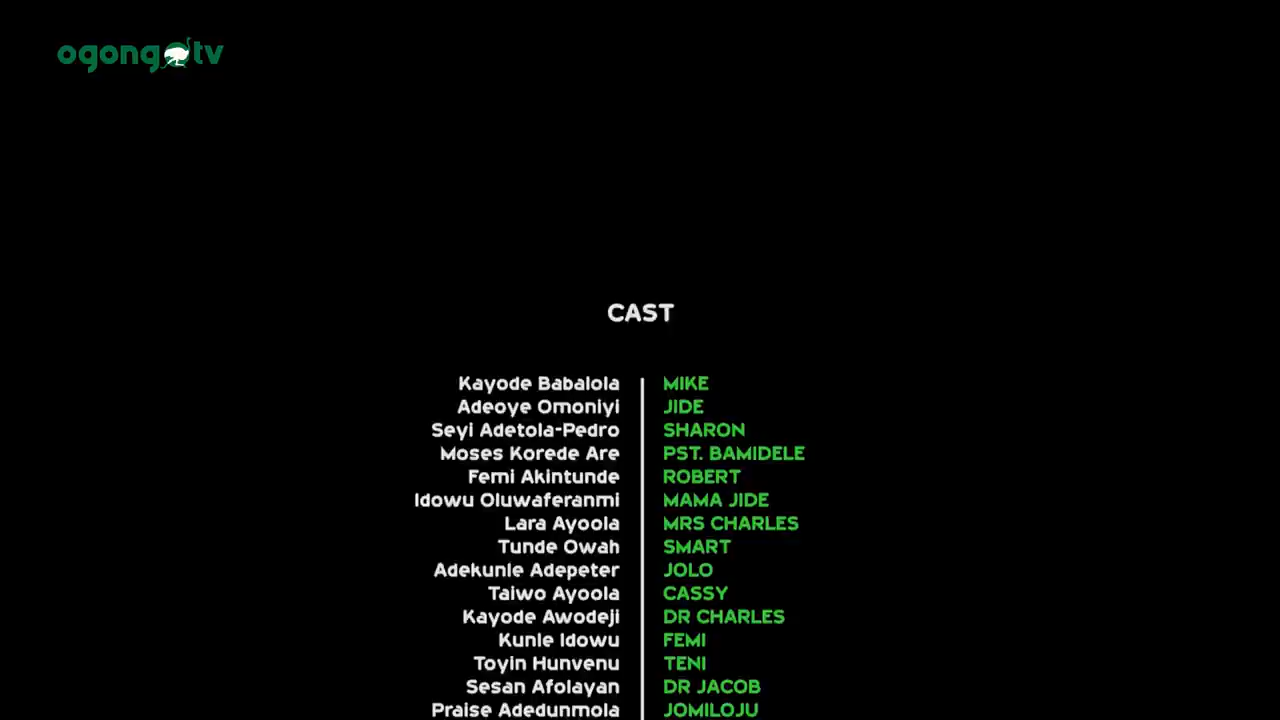 ogongotv
CAST
Kayode Babalola MIKE
Adeoye Omoniyi JIDE
Seyi Adetola-Pedro SHARON
Moses Korede Are PST. BAMIDELE
Femi Akintunde ROBERT
Idowu Oluwaferanmi MAMA JIDE
Lara Ayoola MRS CHARLES
Tunde Owah SMART
Adekunle Adepeter JOLO
Taiwo Ayoola CASSY
Kayode Awodeji DR CHARLES
Kunle Idowu FEMI
Toyin Hunvenu TENI
Sesan Afolayan DR JACOB
Praise Adedunmola JOMILOJU